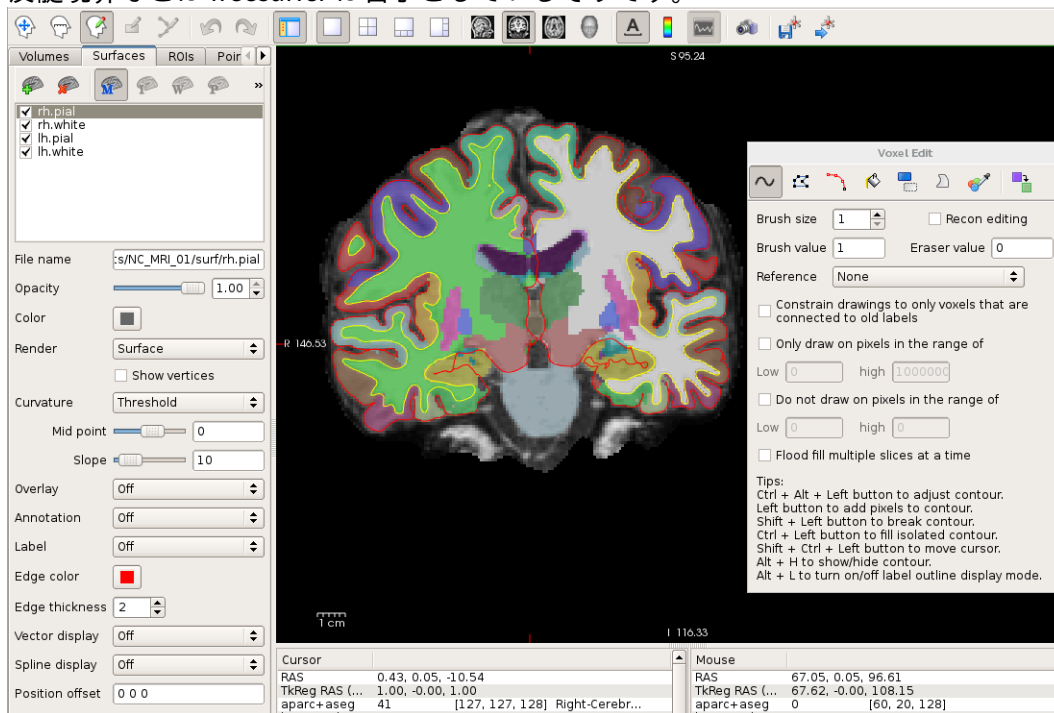 S 95.24
Volumes Surfaces ROIs Poir
rh.pial
rh.white
lh.pial
lh.white
File name ts/NC_MRI_01/surf/rh.pial
Opacity 1.00
Color
Render Surface
Show vertices
Curvature Threshold
Mid point 0
Slope 10
Overlay Off
Annotation Off
Label Off
Edge color
Edge thickness 2
Vector display Off
Spline display Off
Position offset 0 0 0
R 146.53
1 cm
I 116.33
Voxel Edit
Brush size 1 Recon editing
Brush value 1 Eraser value 0
Reference None
Constrain drawings to only voxels that are
connected to old labels
Only draw on pixels in the range of
Low 0 high 1000000
Do not draw on pixels in the range of
Low 0 high 0
Flood fill multiple slices at a time
Tips:
Ctrl + Alt + Left button to adjust contour.
Left button to add pixels to contour.
Shift + Left button to break contour.
Ctrl + Left button to fill isolated contour.
Shift + Ctrl + Left button to move cursor.
Alt + H to show/hide contour.
Alt + L to turn on/off label outline display mode.
Cursor
RAS 0.43, 0.05, -10.54
TkReg RAS (... 1.00, -0.00, 1.00
aparc+aseg 41 [127, 127, 128] Right-Cerebr...
Mouse
RAS 67.05, 0.05, 96.61
TkReg RAS (... 67.62, -0.00, 108.15
aparc+aseg 0 [60, 20, 128]